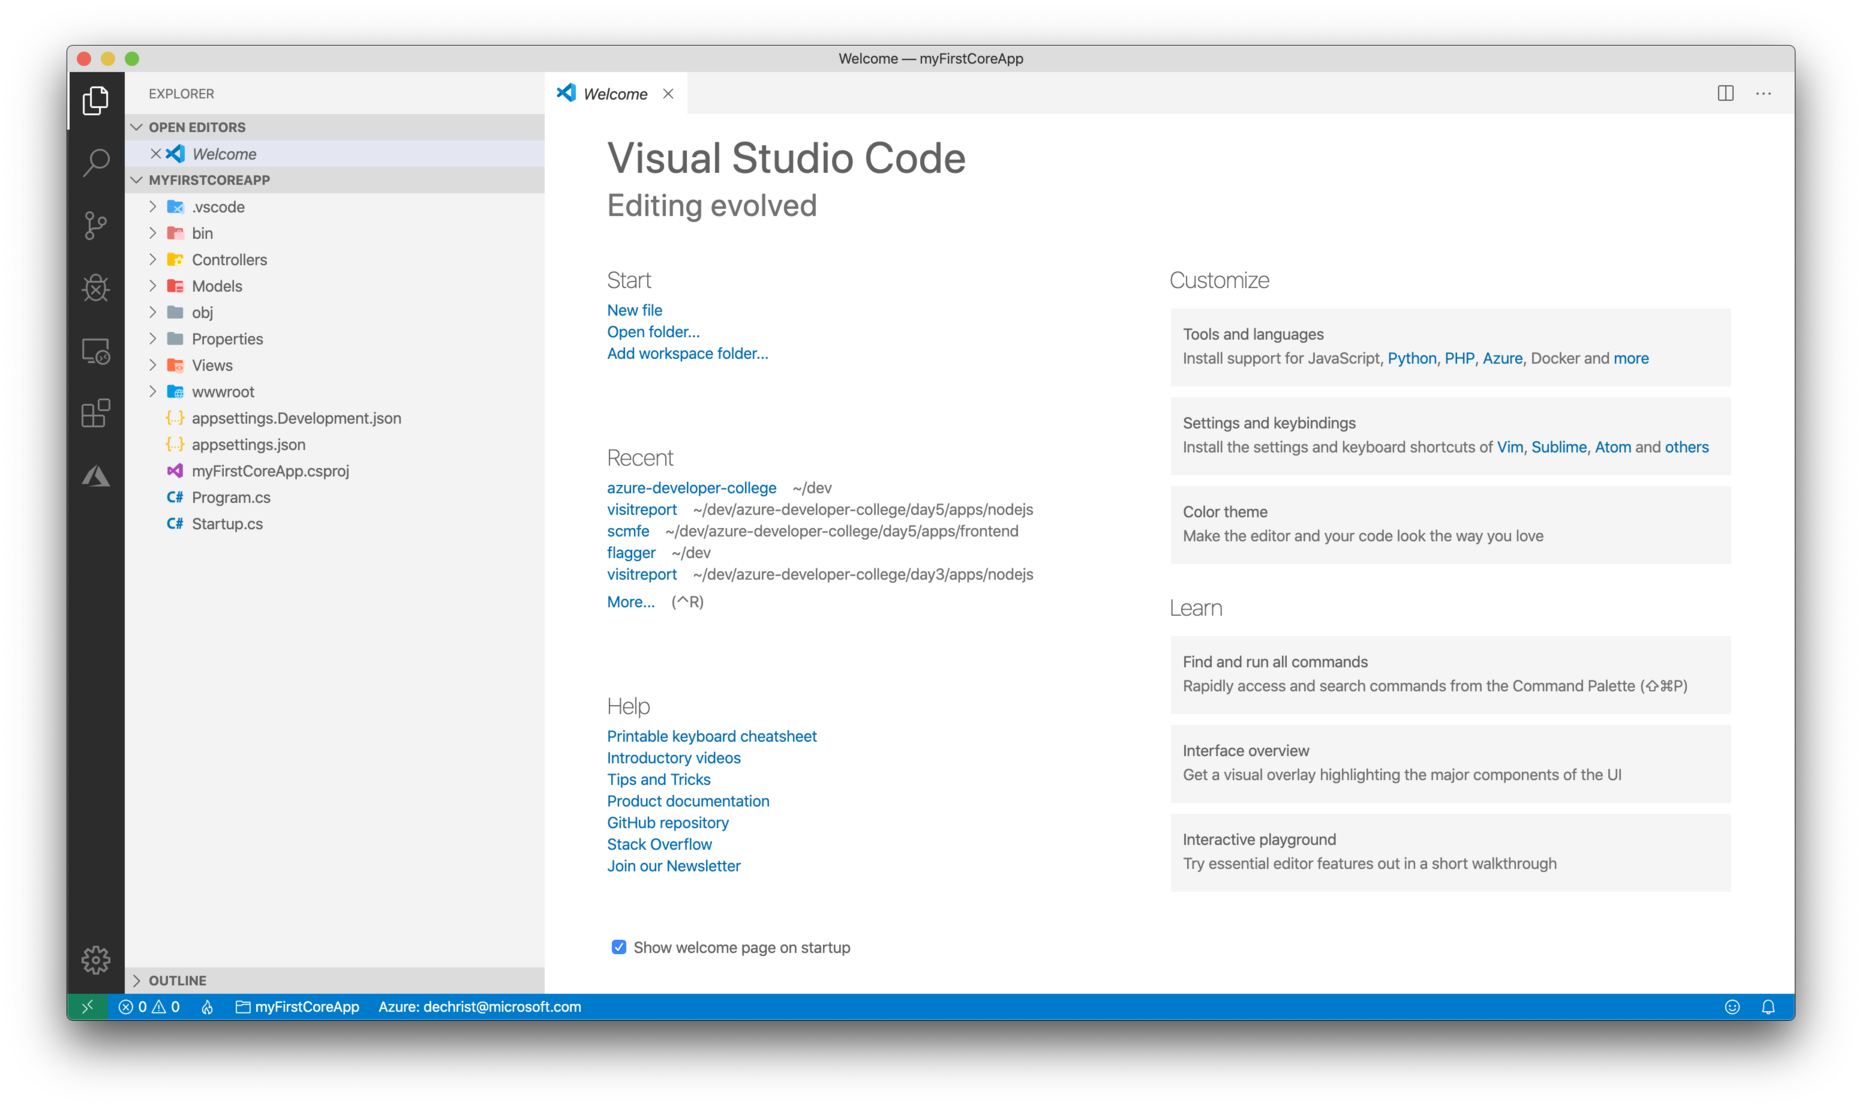 Welcome — myFirstCoreApp
EXPLORER
OPEN EDITORS
Welcome
MYFIRSTCOREAPP
.vscode
bin
Controllers
Models
obj
Properties
Views
wwwroot
{..} appsettings.Development.json
{..} appsettings.json
myFirstCoreApp.csproj
C# Program.cs
C# Startup.cs
OUTLINE
Welcome
Visual Studio Code
Editing evolved
Start
New file
Open folder...
Add workspace folder...
Recent
azure-developer-college ~/dev
visitreport ~/dev/azure-developer-college/day5/apps/nodejs
scmfe ~/dev/azure-developer-college/day5/apps/frontend
flagger ~/dev
visitreport ~/dev/azure-developer-college/day3/apps/nodejs
More... (^R)
Help
Printable keyboard cheatsheet
Introductory videos
Tips and Tricks
Product documentation
GitHub repository
Stack Overflow
Join our Newsletter
Show welcome page on startup
Customize
Tools and languages
Install support for JavaScript, Python, PHP, Azure, Docker and more
Settings and keybindings
Install the settings and keyboard shortcuts of Vim, Sublime, Atom and others
Color theme
Make the editor and your code look the way you love
Learn
Find and run all commands
Rapidly access and search commands from the Command Palette (⇧⌘P)
Interface overview
Get a visual overlay highlighting the major components of the UI
Interactive playground
Try essential editor features out in a short walkthrough
0 0 myFirstCoreApp Azure: dechrist@microsoft.com